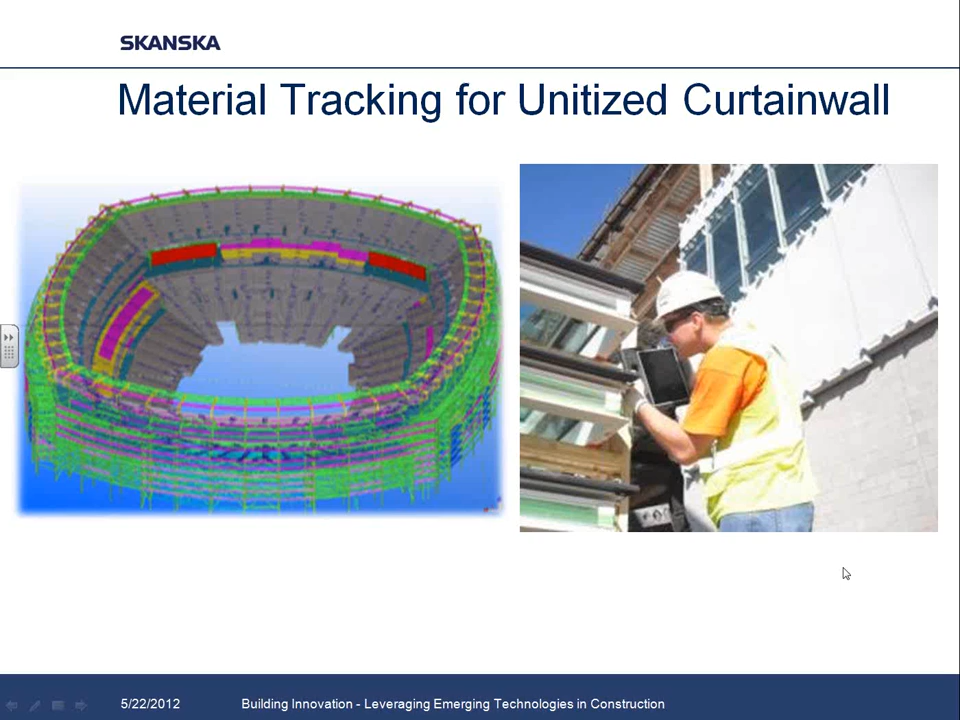 SKANSKA
Material Tracking for Unitized Curtainwall
5/22/2012 Building Innovation - Leveraging Emerging Technologies in Construction